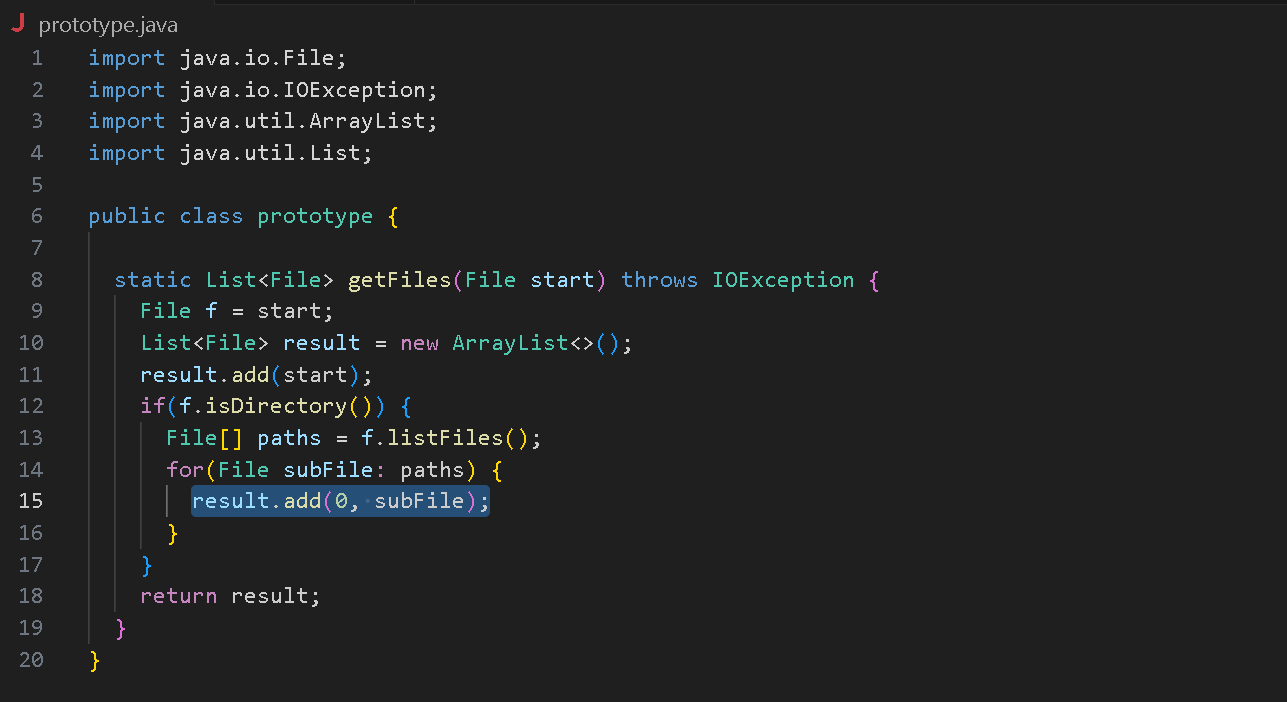 prototype.java
1 import java.io.File;
2 import java.io.IOException;
3 import java.util.ArrayList;
4 import java.util.List;
5
6 public class prototype {
7
8   static List<File> getFiles(File start) throws IOException {
9     File f = start;
10     List<File> result = new ArrayList<>();
11     result.add(start);
12     if(f.isDirectory()) {
13       File[] paths = f.listFiles();
14       for(File subFile: paths) {
15         result.add(0, subFile);
16       }
17     }
18     return result;
19   }
20 }